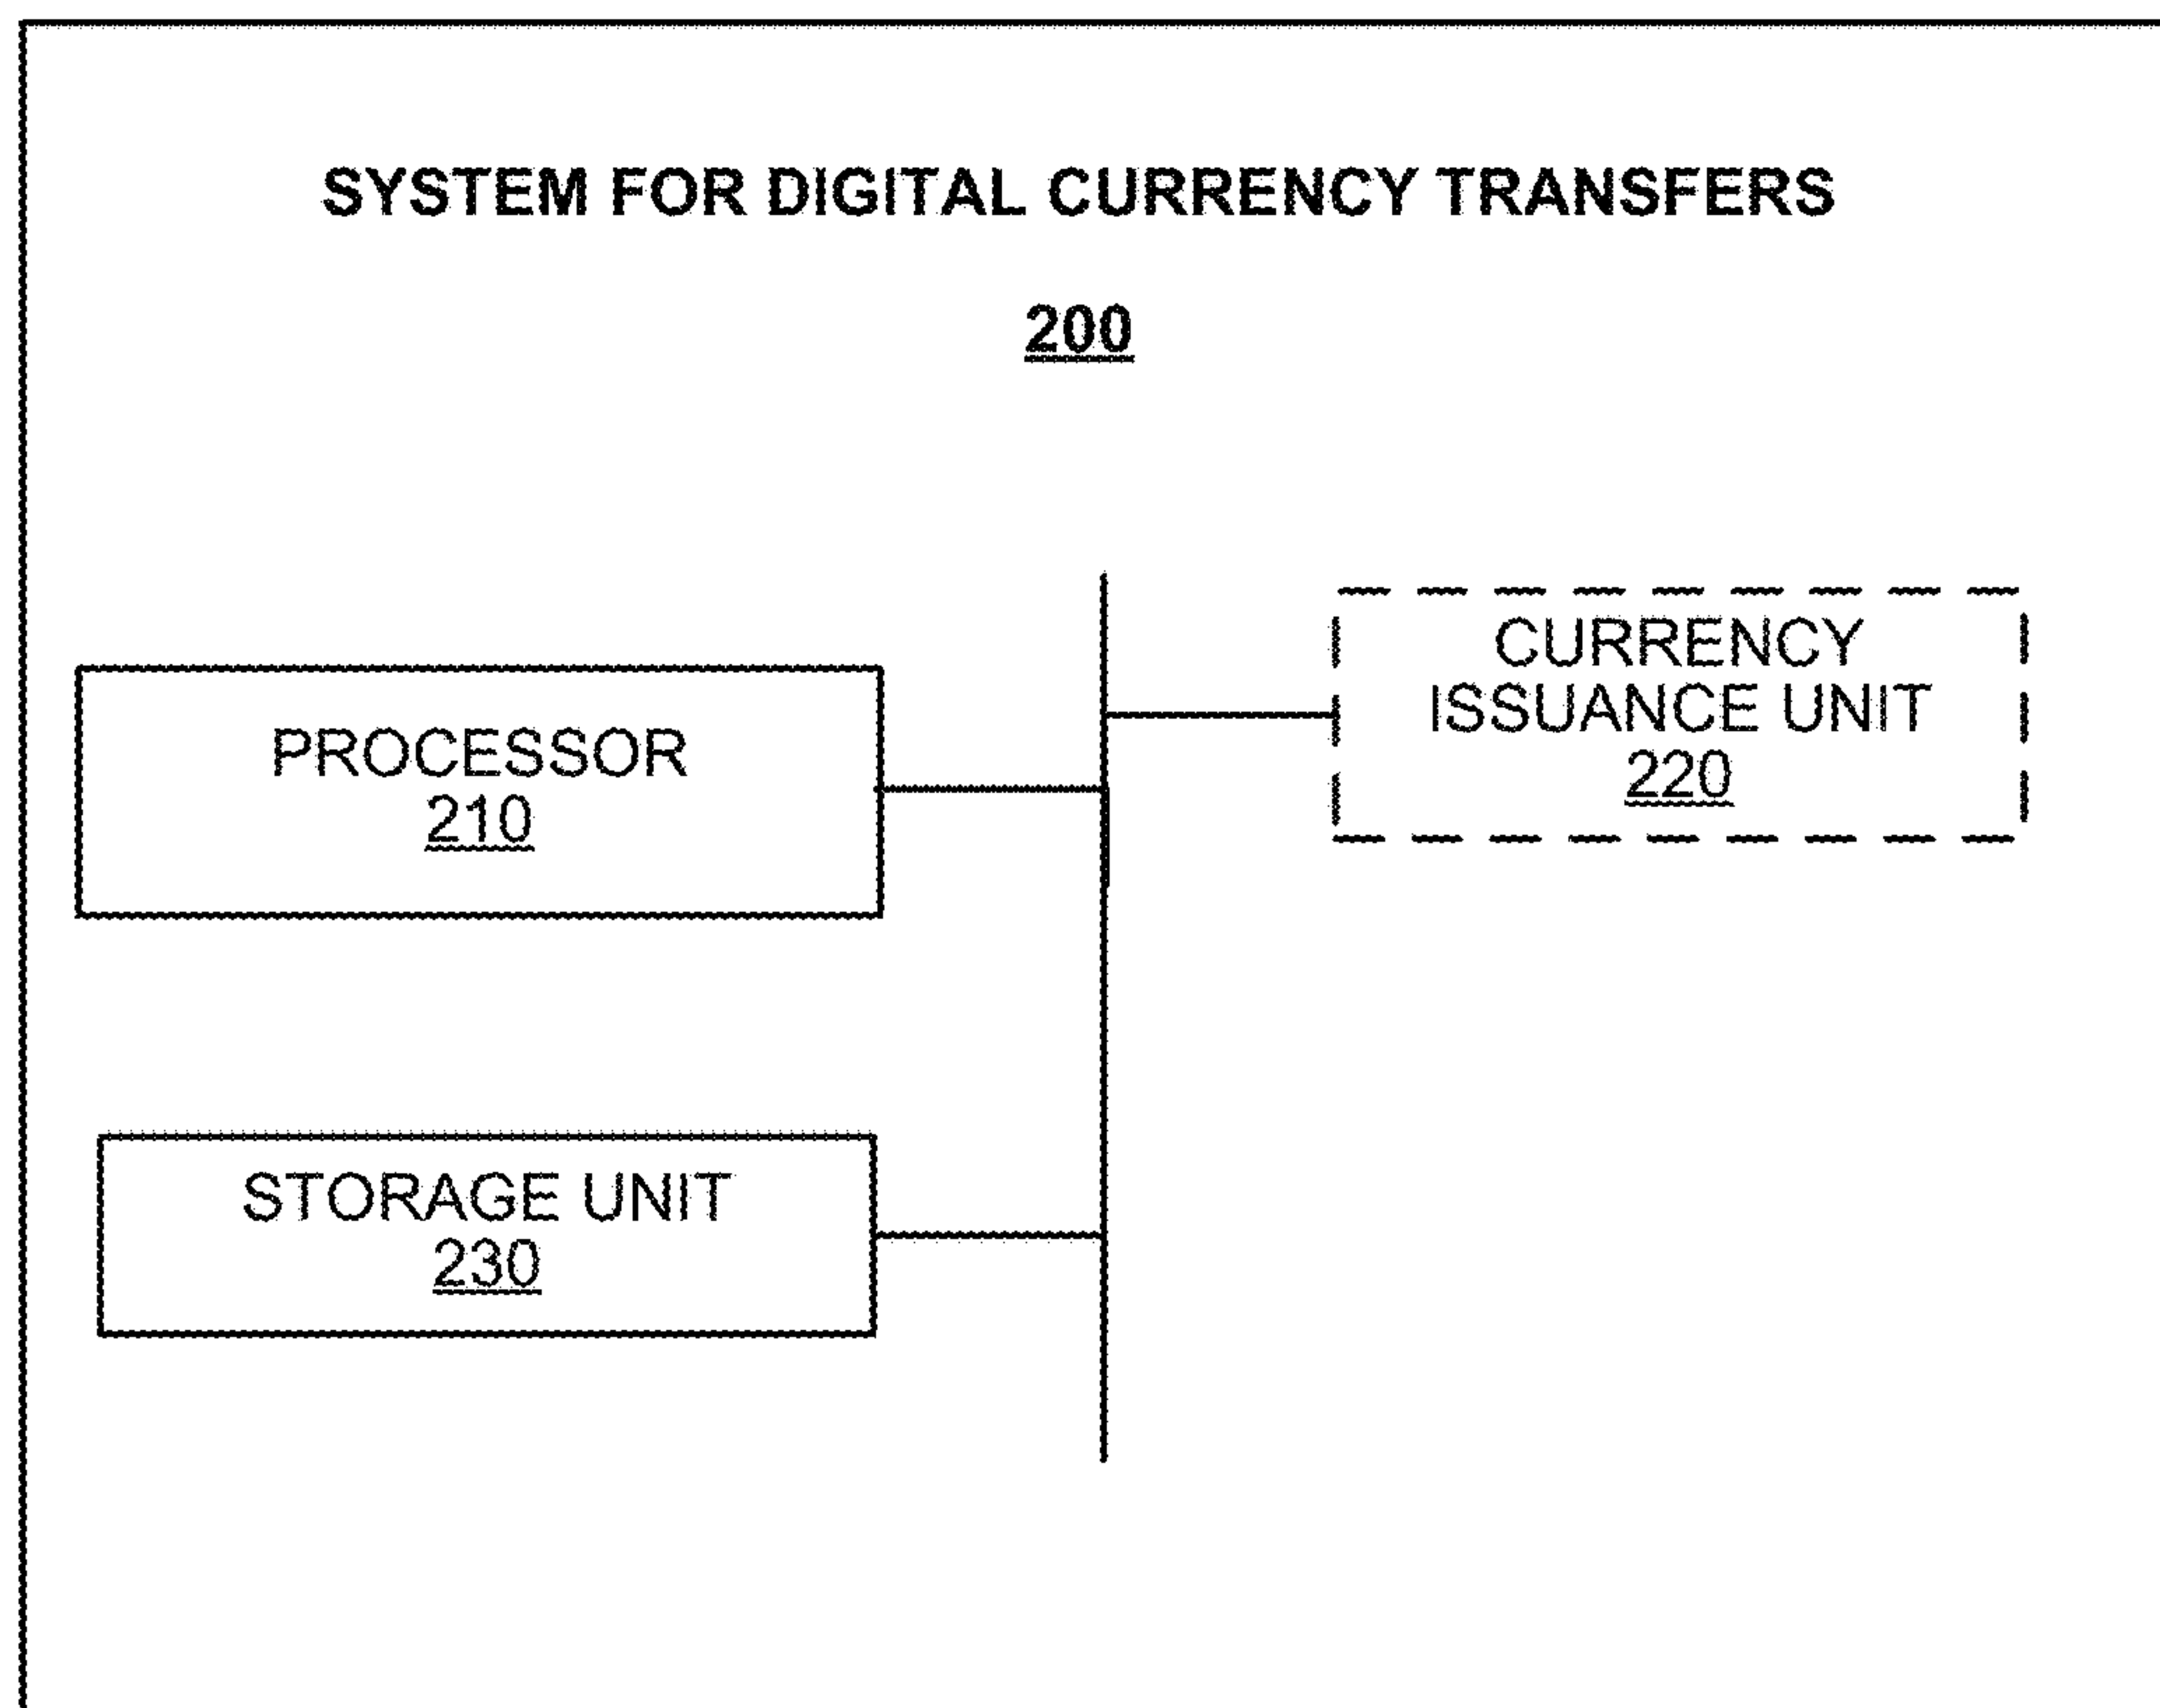 SYSTEM FOR DIGITAL CURRENCY TRANSFERS
200
CURRENCY
ISSUANCE UNIT
220
PROCESSOR
210
STORAGE UNIT
230